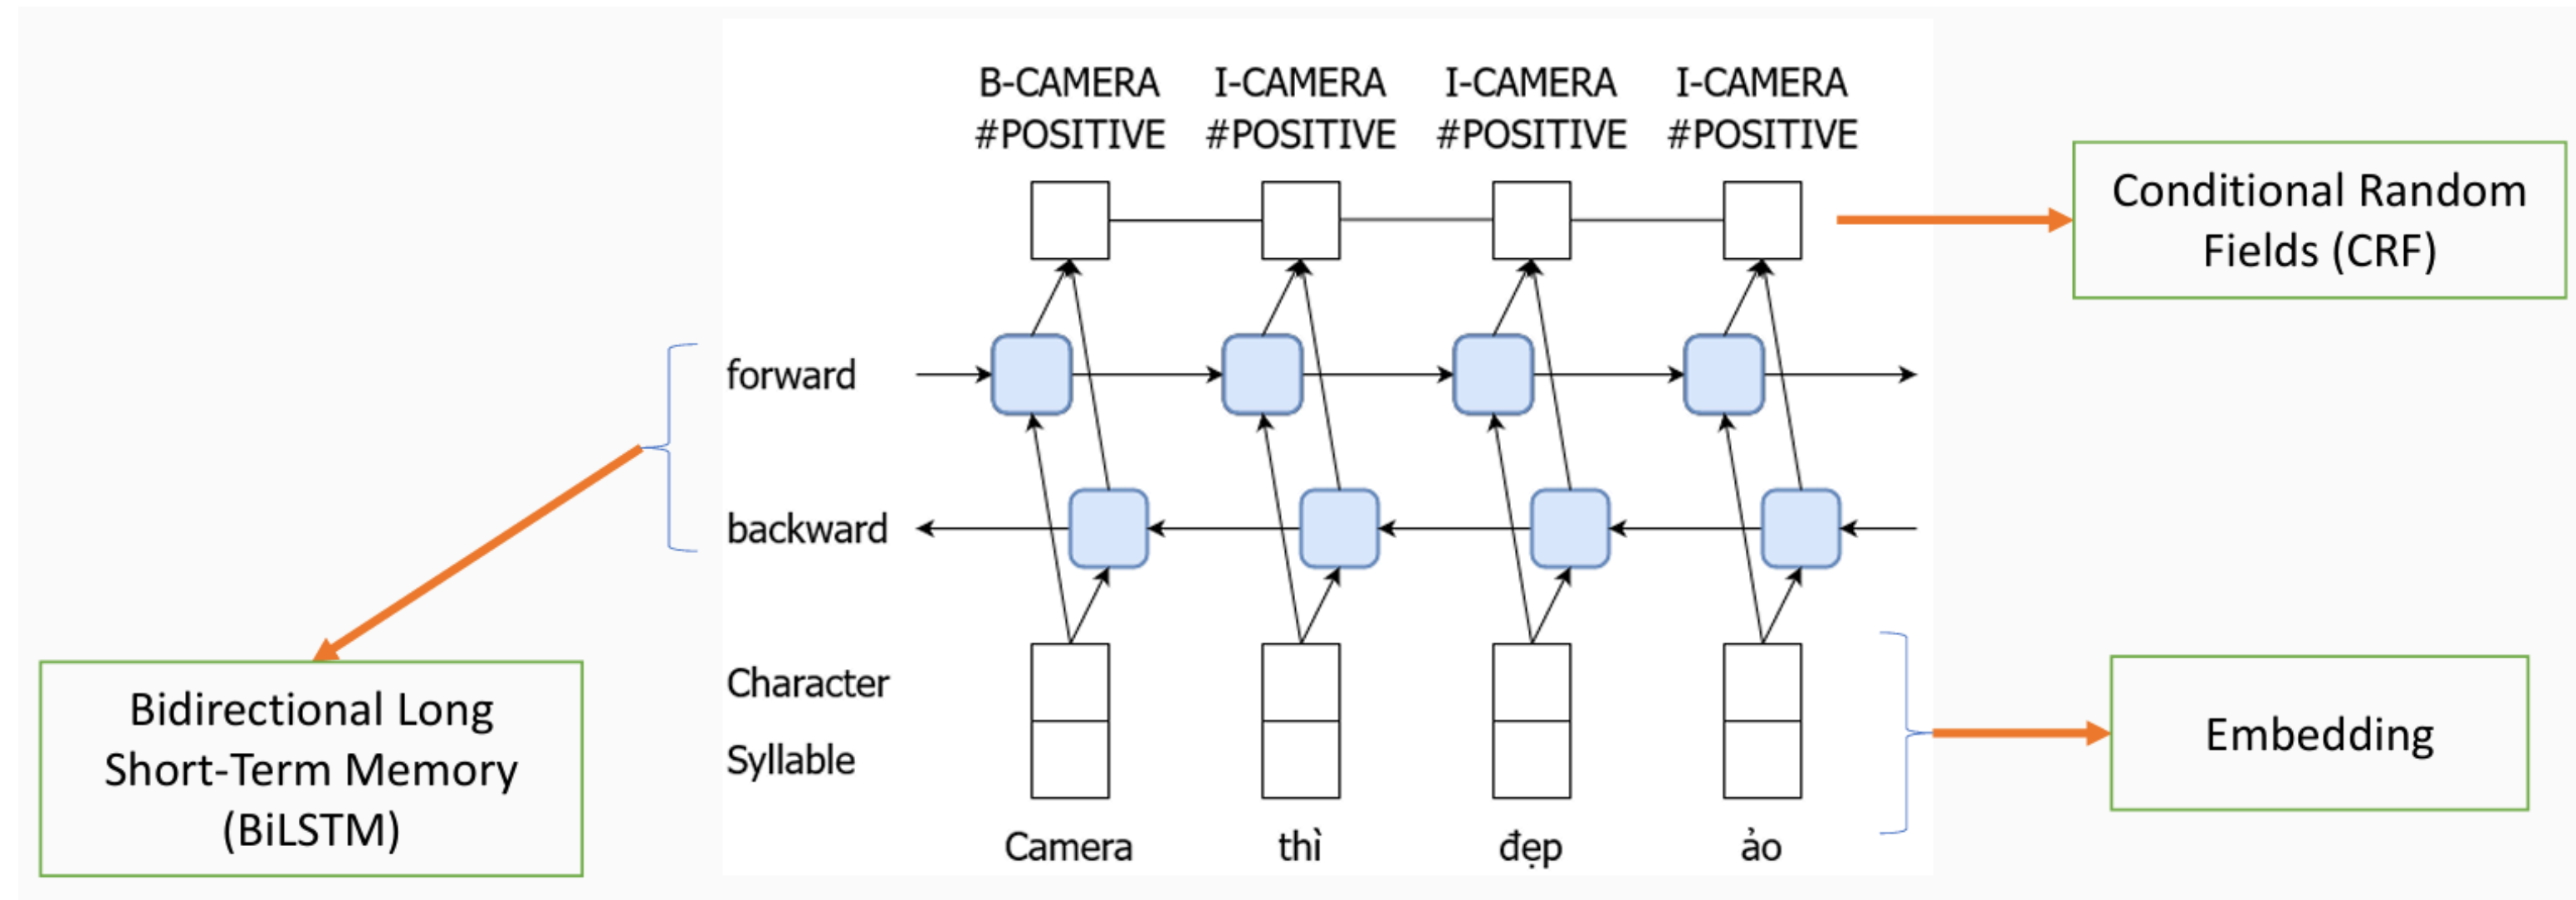 B-CAMERA I-CAMERA I-CAMERA I-CAMERA
#POSITIVE #POSITIVE #POSITIVE #POSITIVE
Conditional Random
Fields (CRF)
forward
backward
Bidirectional Long
Short-Term Memory
(BiLSTM)
Character
Syllable
Embedding
Camera thì đẹp ảo